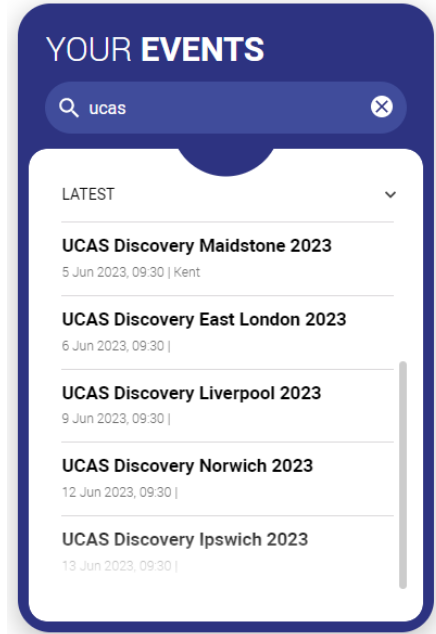 YOUR EVENTS
ucas
LATEST
UCAS Discovery Maidstone 2023
5 Jun 2023, 09:30 | Kent
UCAS Discovery East London 2023
6 Jun 2023, 09:30 |
UCAS Discovery Liverpool 2023
9 Jun 2023, 09:30 |
UCAS Discovery Norwich 2023
12 Jun 2023, 09:30 |
UCAS Discovery Ipswich 2023
13 Jun 2023, 09:30 |